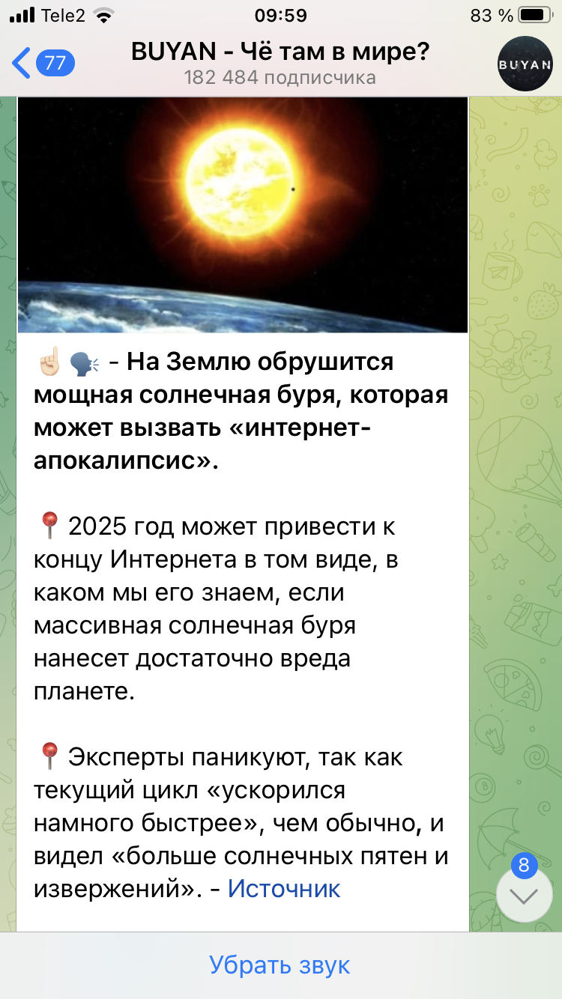 Tele2 09:59 83 %
77 BUYAN - Чё там в мире? BUYAN
182 484 подписчика
☝🏻🗣 - На Землю обрушится
мощная солнечная буря, которая
может вызвать «интернет-
апокалипсис».
📍 2025 год может привести к
концу Интернета в том виде, в
каком мы его знаем, если
массивная солнечная буря
нанесет достаточно вреда
планете.
📍 Эксперты паникуют, так как
текущий цикл «ускорился
намного быстрее», чем обычно, и
видел «больше солнечных пятен и
извержений». - Источник
8
Убрать звук